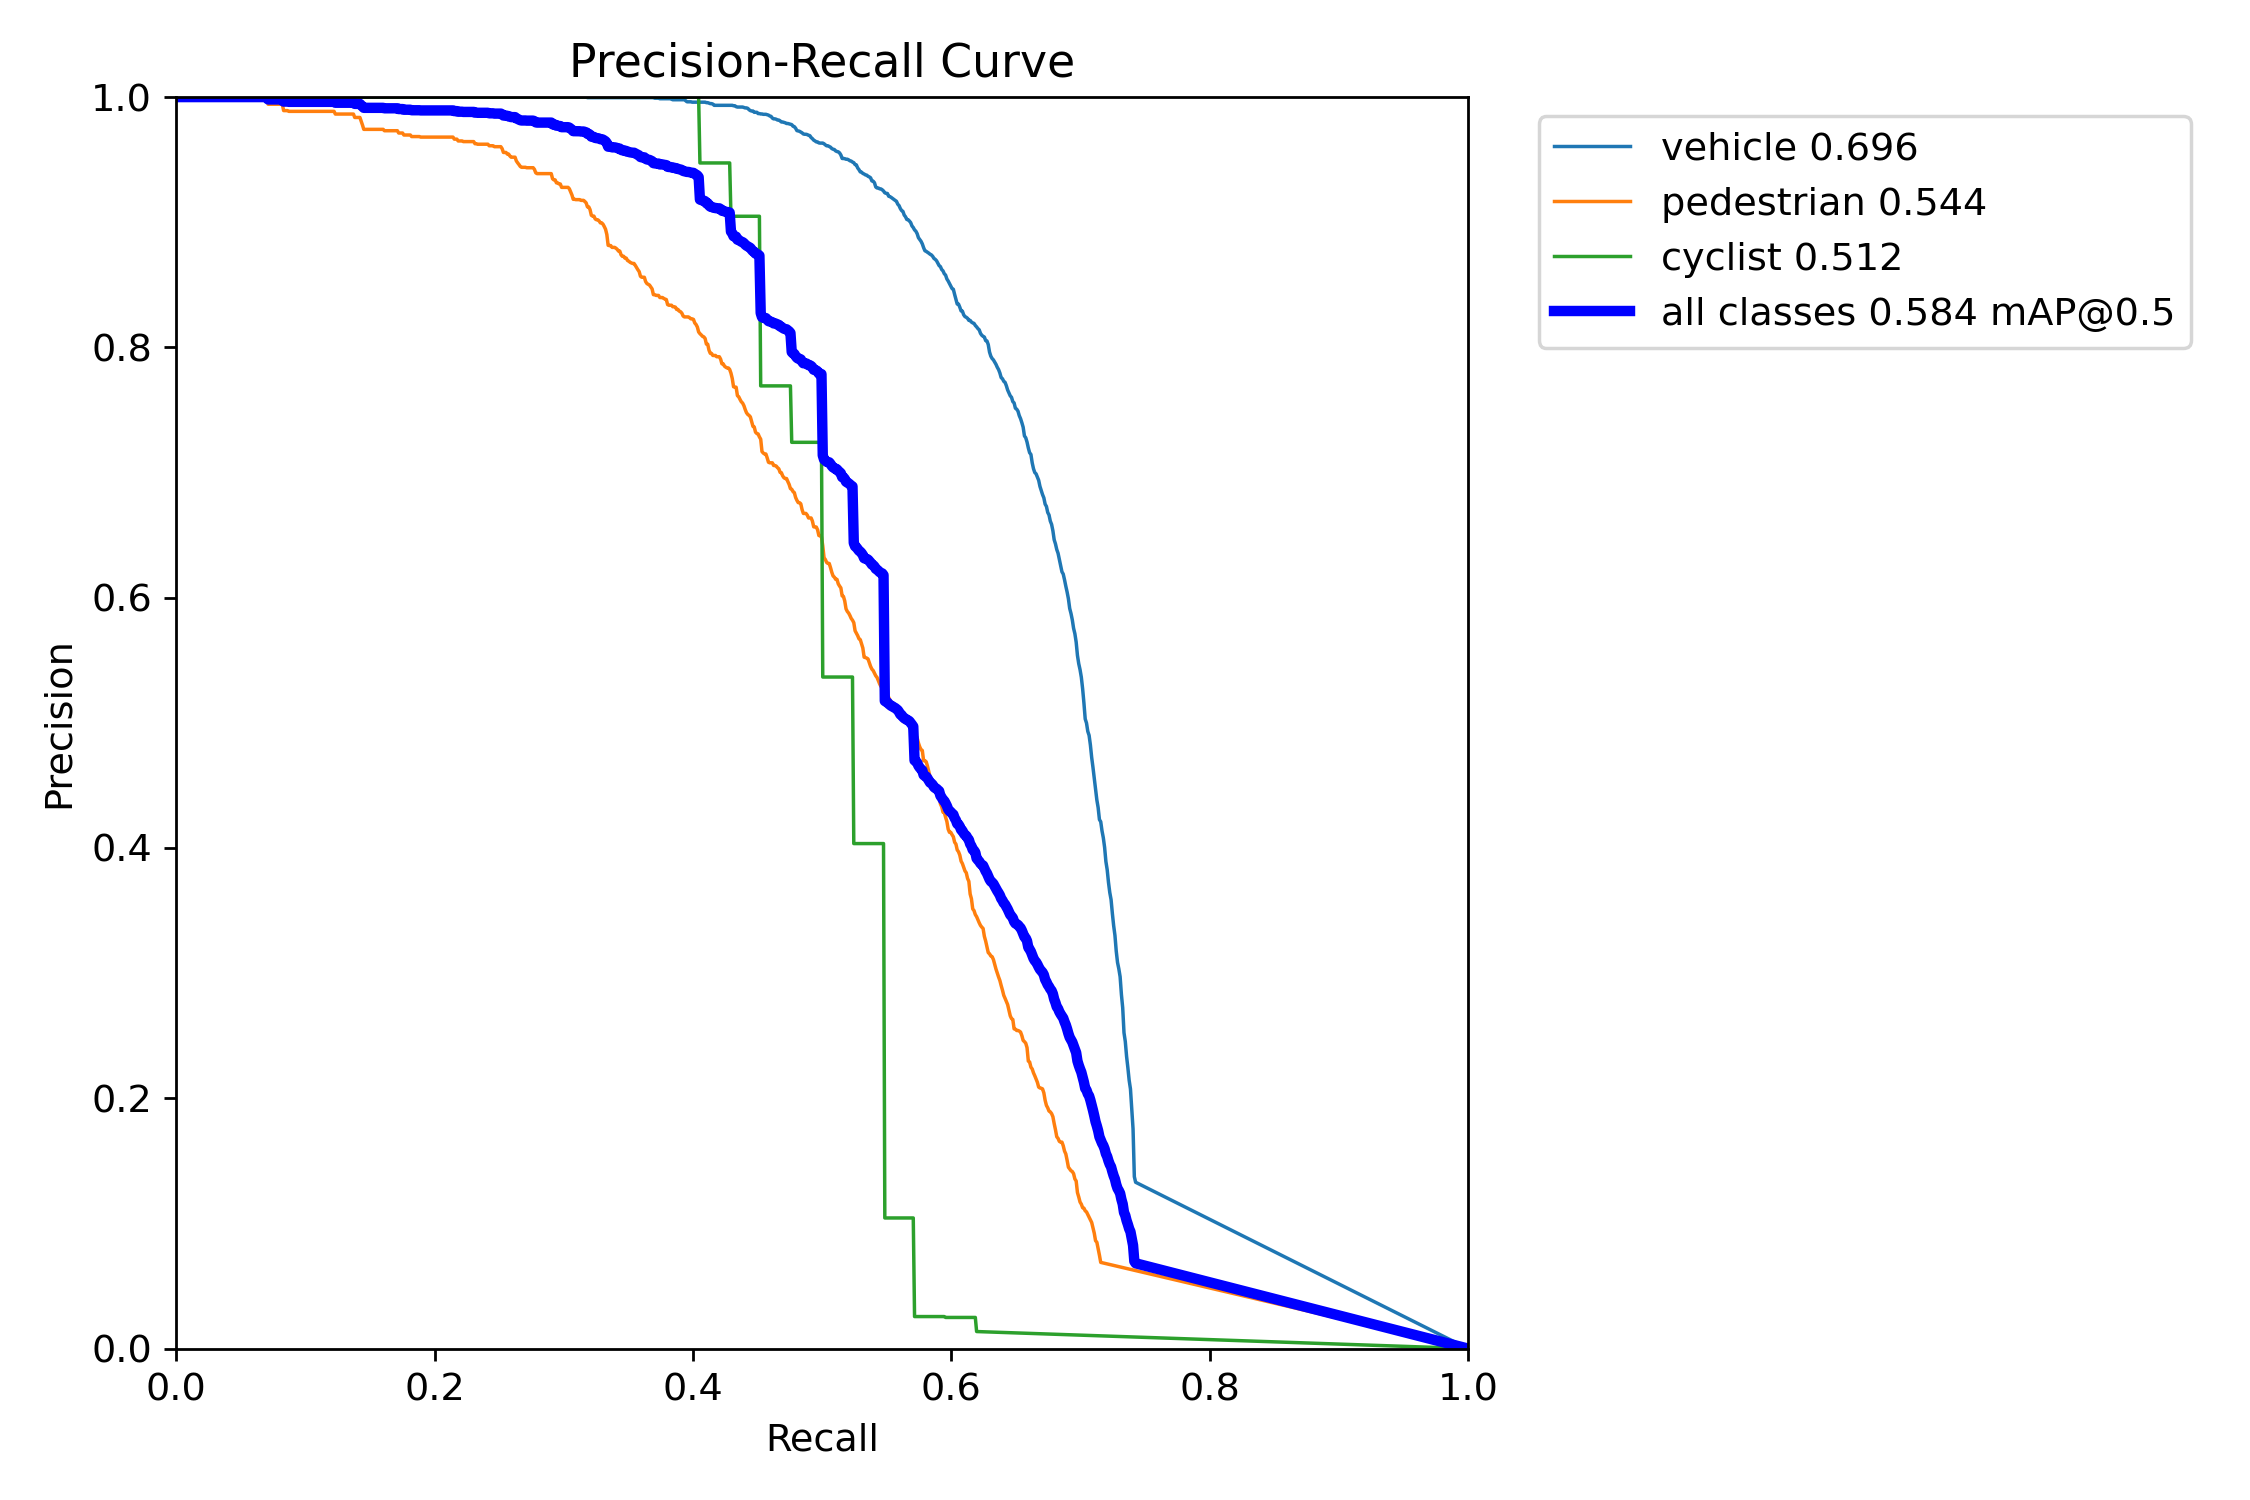 Precision-Recall Curve
1.0
0.8
0.6
0.4
0.2
0.0
Precision
0.0 0.2 0.4 0.6 0.8 1.0
Recall
vehicle 0.696
pedestrian 0.544
cyclist 0.512
all classes 0.584 mAP@0.5